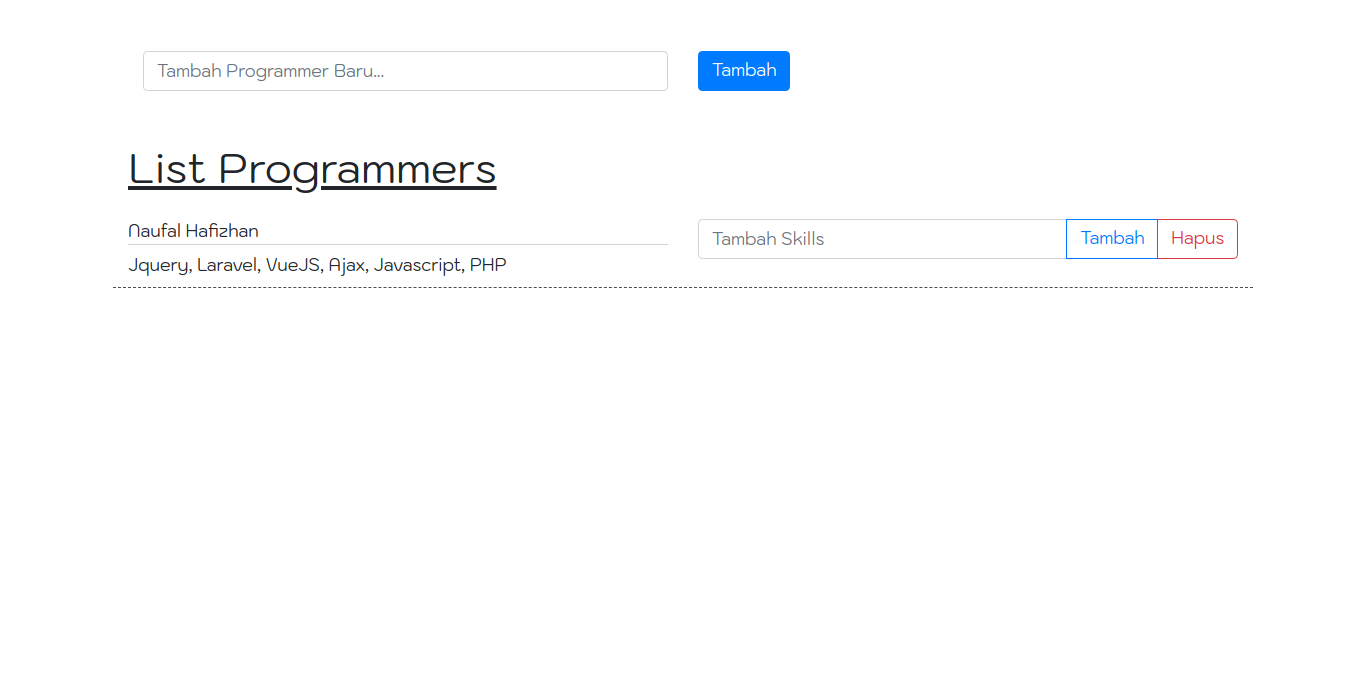 Tambah Programmer Baru...
Tambah
List Programmers
Naufal Hafizhan
Tambah Skills
Tambah
Hapus
Jquery, Laravel, VueJS, Ajax, Javascript, PHP